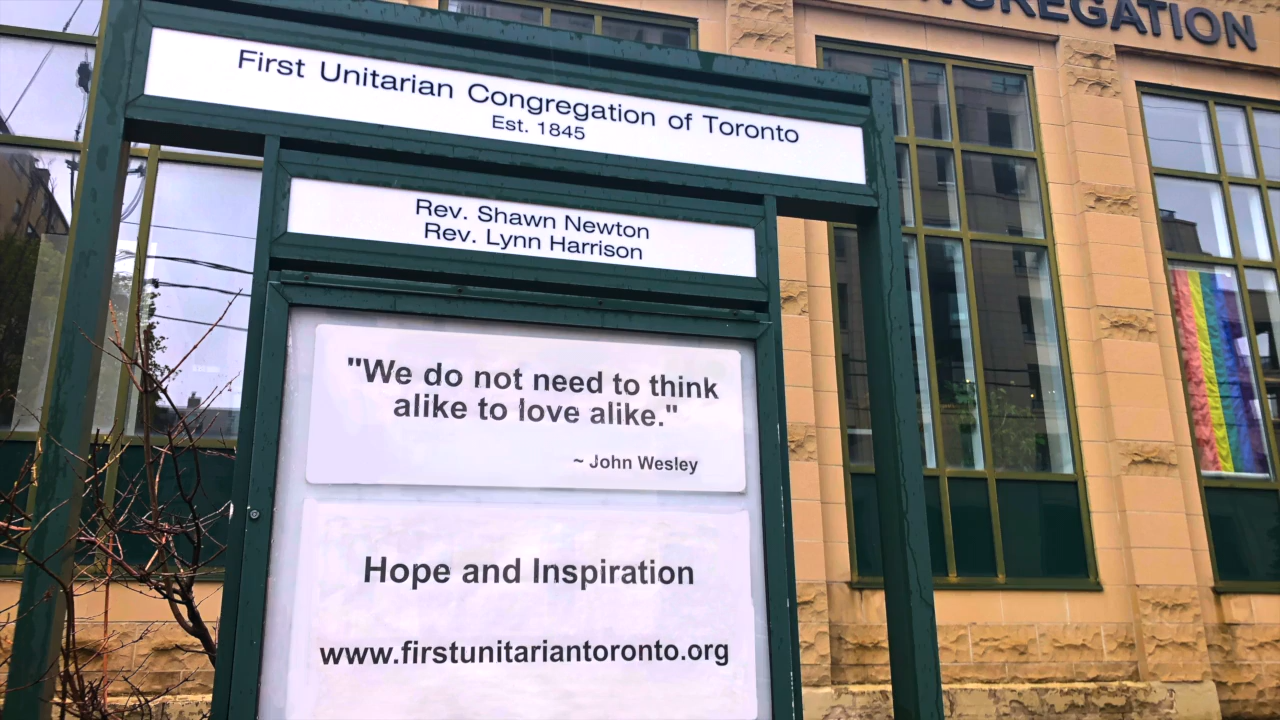 NGREGATION
First Unitarian Congregation of Toronto
Est. 1845
Rev. Shawn Newton
Rev. Lynn Harrison
"We do not need to think
alike to love alike."
~ John Wesley
Hope and Inspiration
www.firstunitariantoronto.org